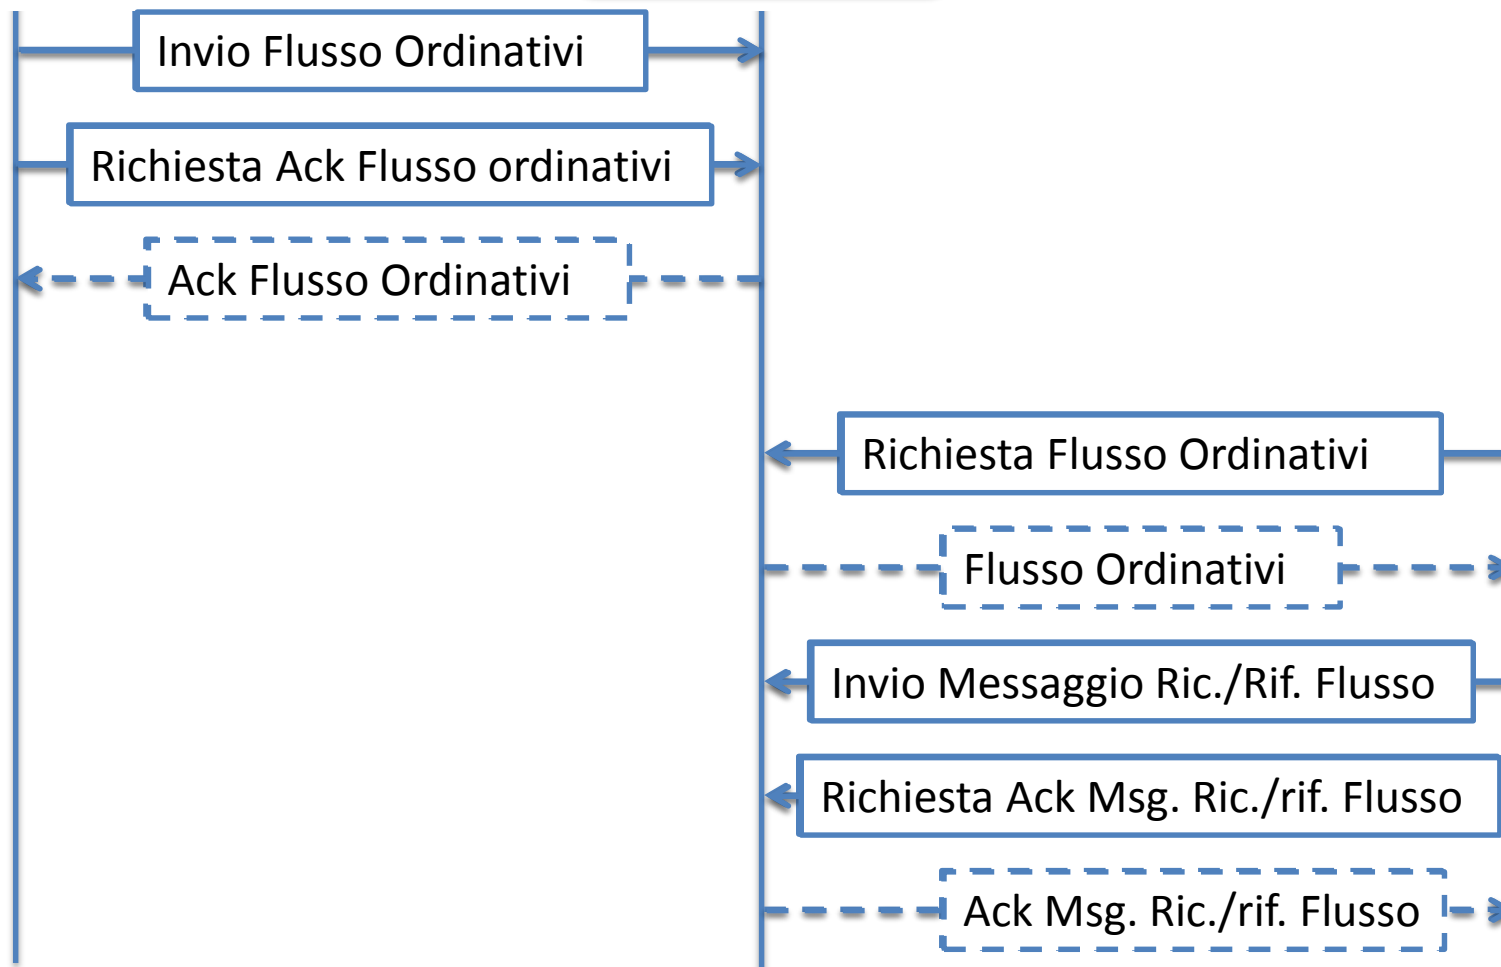 Invio Flusso Ordinativi
Richiesta Ack Flusso ordinativi
Ack Flusso Ordinativi
Richiesta Flusso Ordinativi
Flusso Ordinativi
Invio Messaggio Ric./Rif. Flusso
Richiesta Ack Msg. Ric./rif. Flusso
Ack Msg. Ric./rif. Flusso